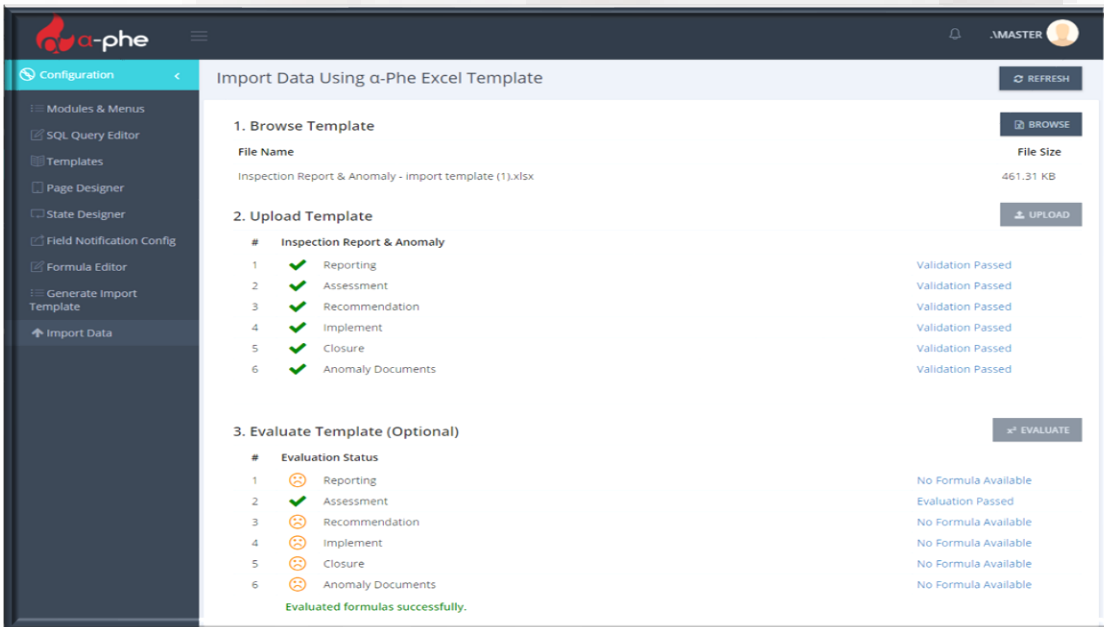 α-phe
.\MASTER
Configuration
Modules & Menus
SQL Query Editor
Templates
Page Designer
State Designer
Field Notification Config
Formula Editor
Generate Import
Template
Import Data
Import Data Using α-Phe Excel Template
REFRESH
1. Browse Template
BROWSE
File Name File Size
Inspection Report & Anomaly - import template (1).xlsx 461.31 KB
2. Upload Template
UPLOAD
# Inspection Report & Anomaly
1 Reporting Validation Passed
2 Assessment Validation Passed
3 Recommendation Validation Passed
4 Implement Validation Passed
5 Closure Validation Passed
6 Anomaly Documents Validation Passed
3. Evaluate Template (Optional)
x² EVALUATE
# Evaluation Status
1 Reporting No Formula Available
2 Assessment Evaluation Passed
3 Recommendation No Formula Available
4 Implement No Formula Available
5 Closure No Formula Available
6 Anomaly Documents No Formula Available
Evaluated formulas successfully.